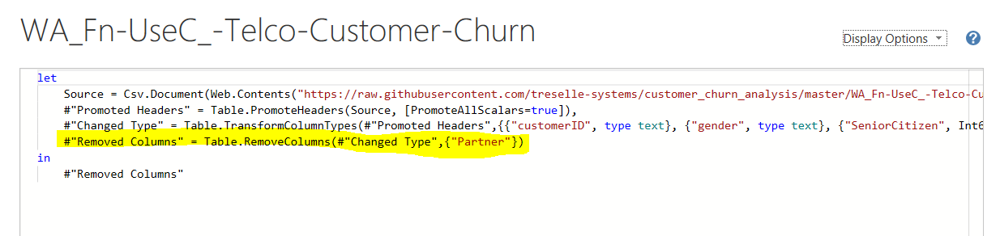 WA_Fn-UseC_-Telco-Customer-Churn
Display Options
?
let
Source = Csv.Document(Web.Contents("https://raw.githubusercontent.com/treselle-systems/customer_churn_analysis/master/WA_Fn-UseC_-Telco-Cu
#"Promoted Headers" = Table.PromoteHeaders(Source, [PromoteAllScalars=true]),
#"Changed Type" = Table.TransformColumnTypes(#"Promoted Headers",{{"customerID", type text}, {"gender", type text}, {"SeniorCitizen", Int6
#"Removed Columns" = Table.RemoveColumns(#"Changed Type",{"Partner"})
in
#"Removed Columns"